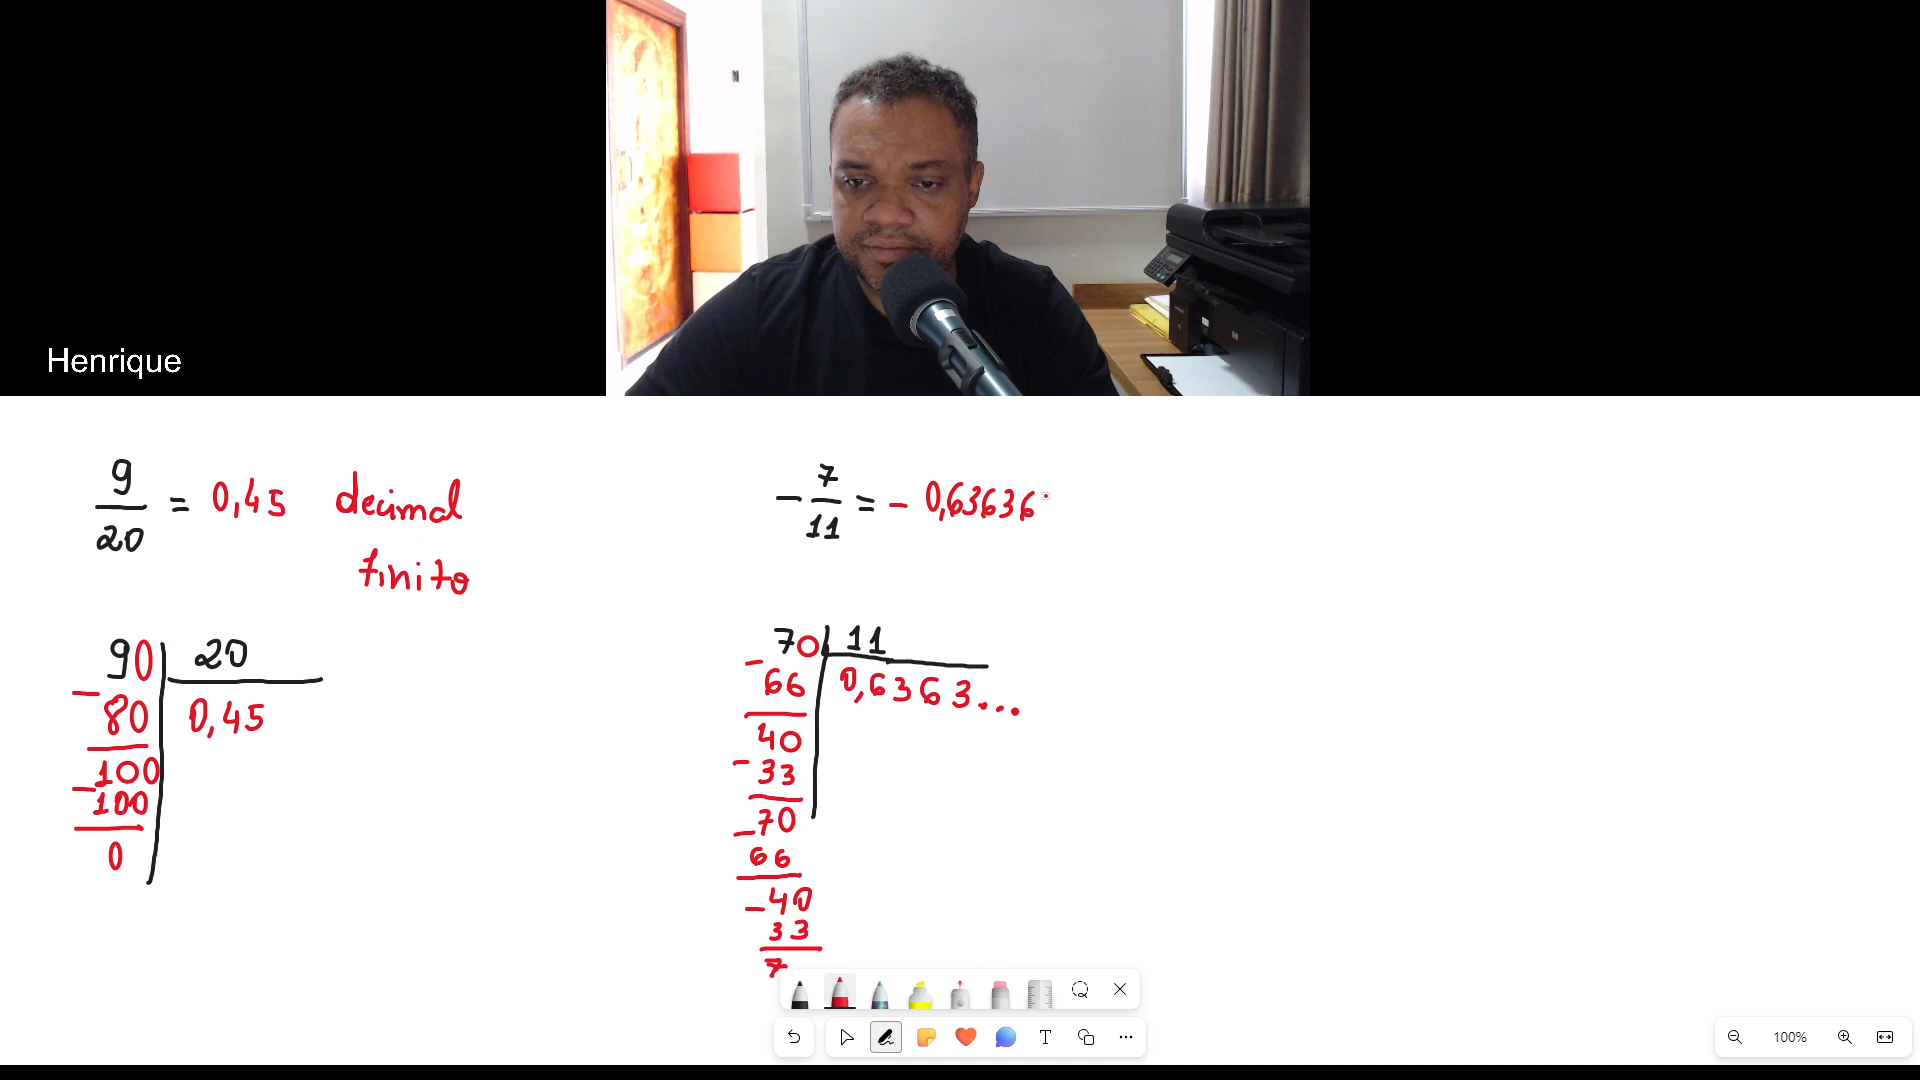 Henrique
9
20
= 0,45 decimal
finito
90 20
- 80 0,45
100
- 100
0
- 7
11
= - 0,63636
70 11
- 66 0,6363...
40
- 33
70
- 66
- 40
33
7
T
100%